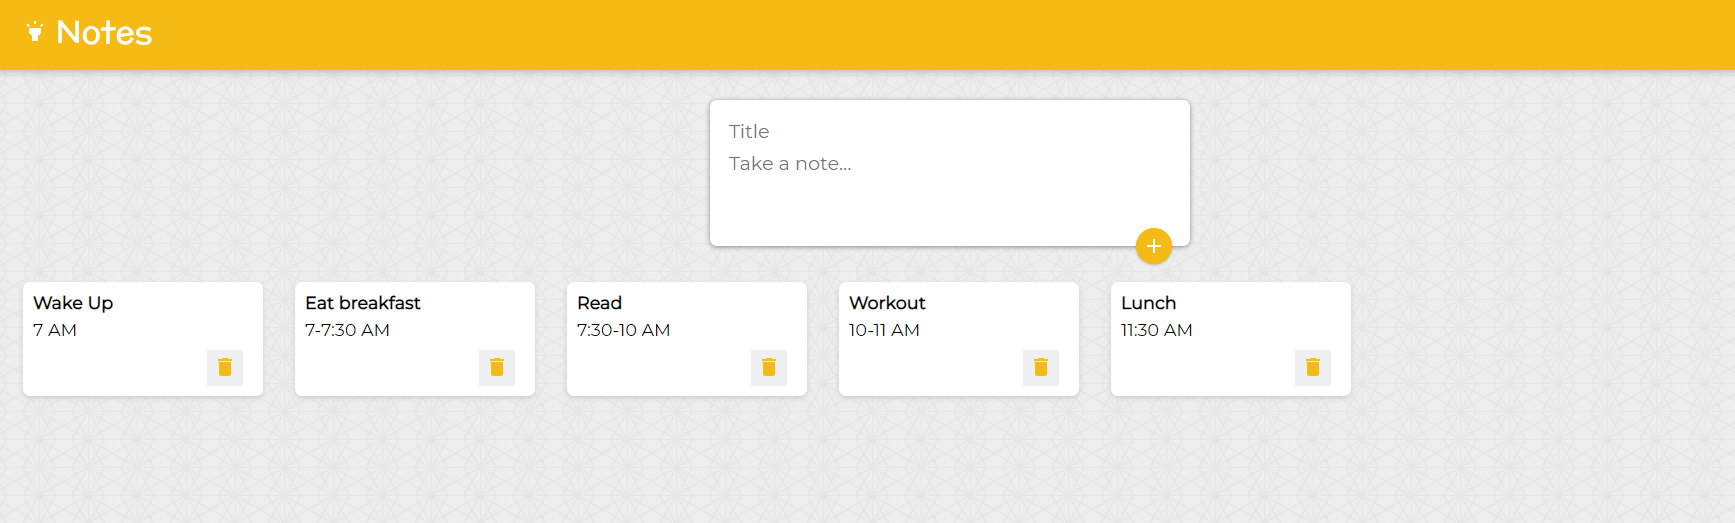 Notes
Title
Take a note...
Wake Up
7 AM
Eat breakfast
7-7:30 AM
Read
7:30-10 AM
Workout
10-11 AM
Lunch
11:30 AM